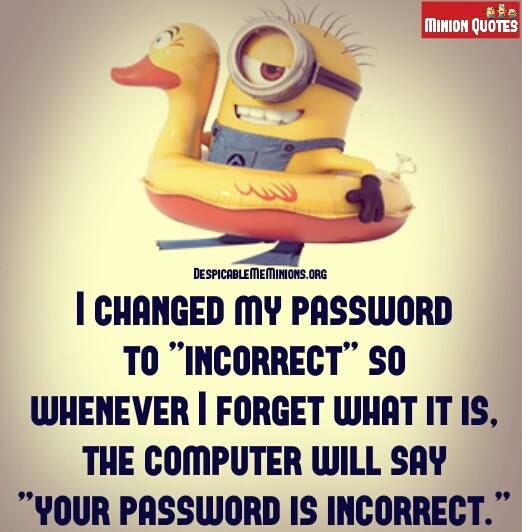 Minion Quotes
DespicableMeMinions.org
I changed my password
to "incorrect" so
whenever I forget what it is,
the computer will say
"your password is incorrect."